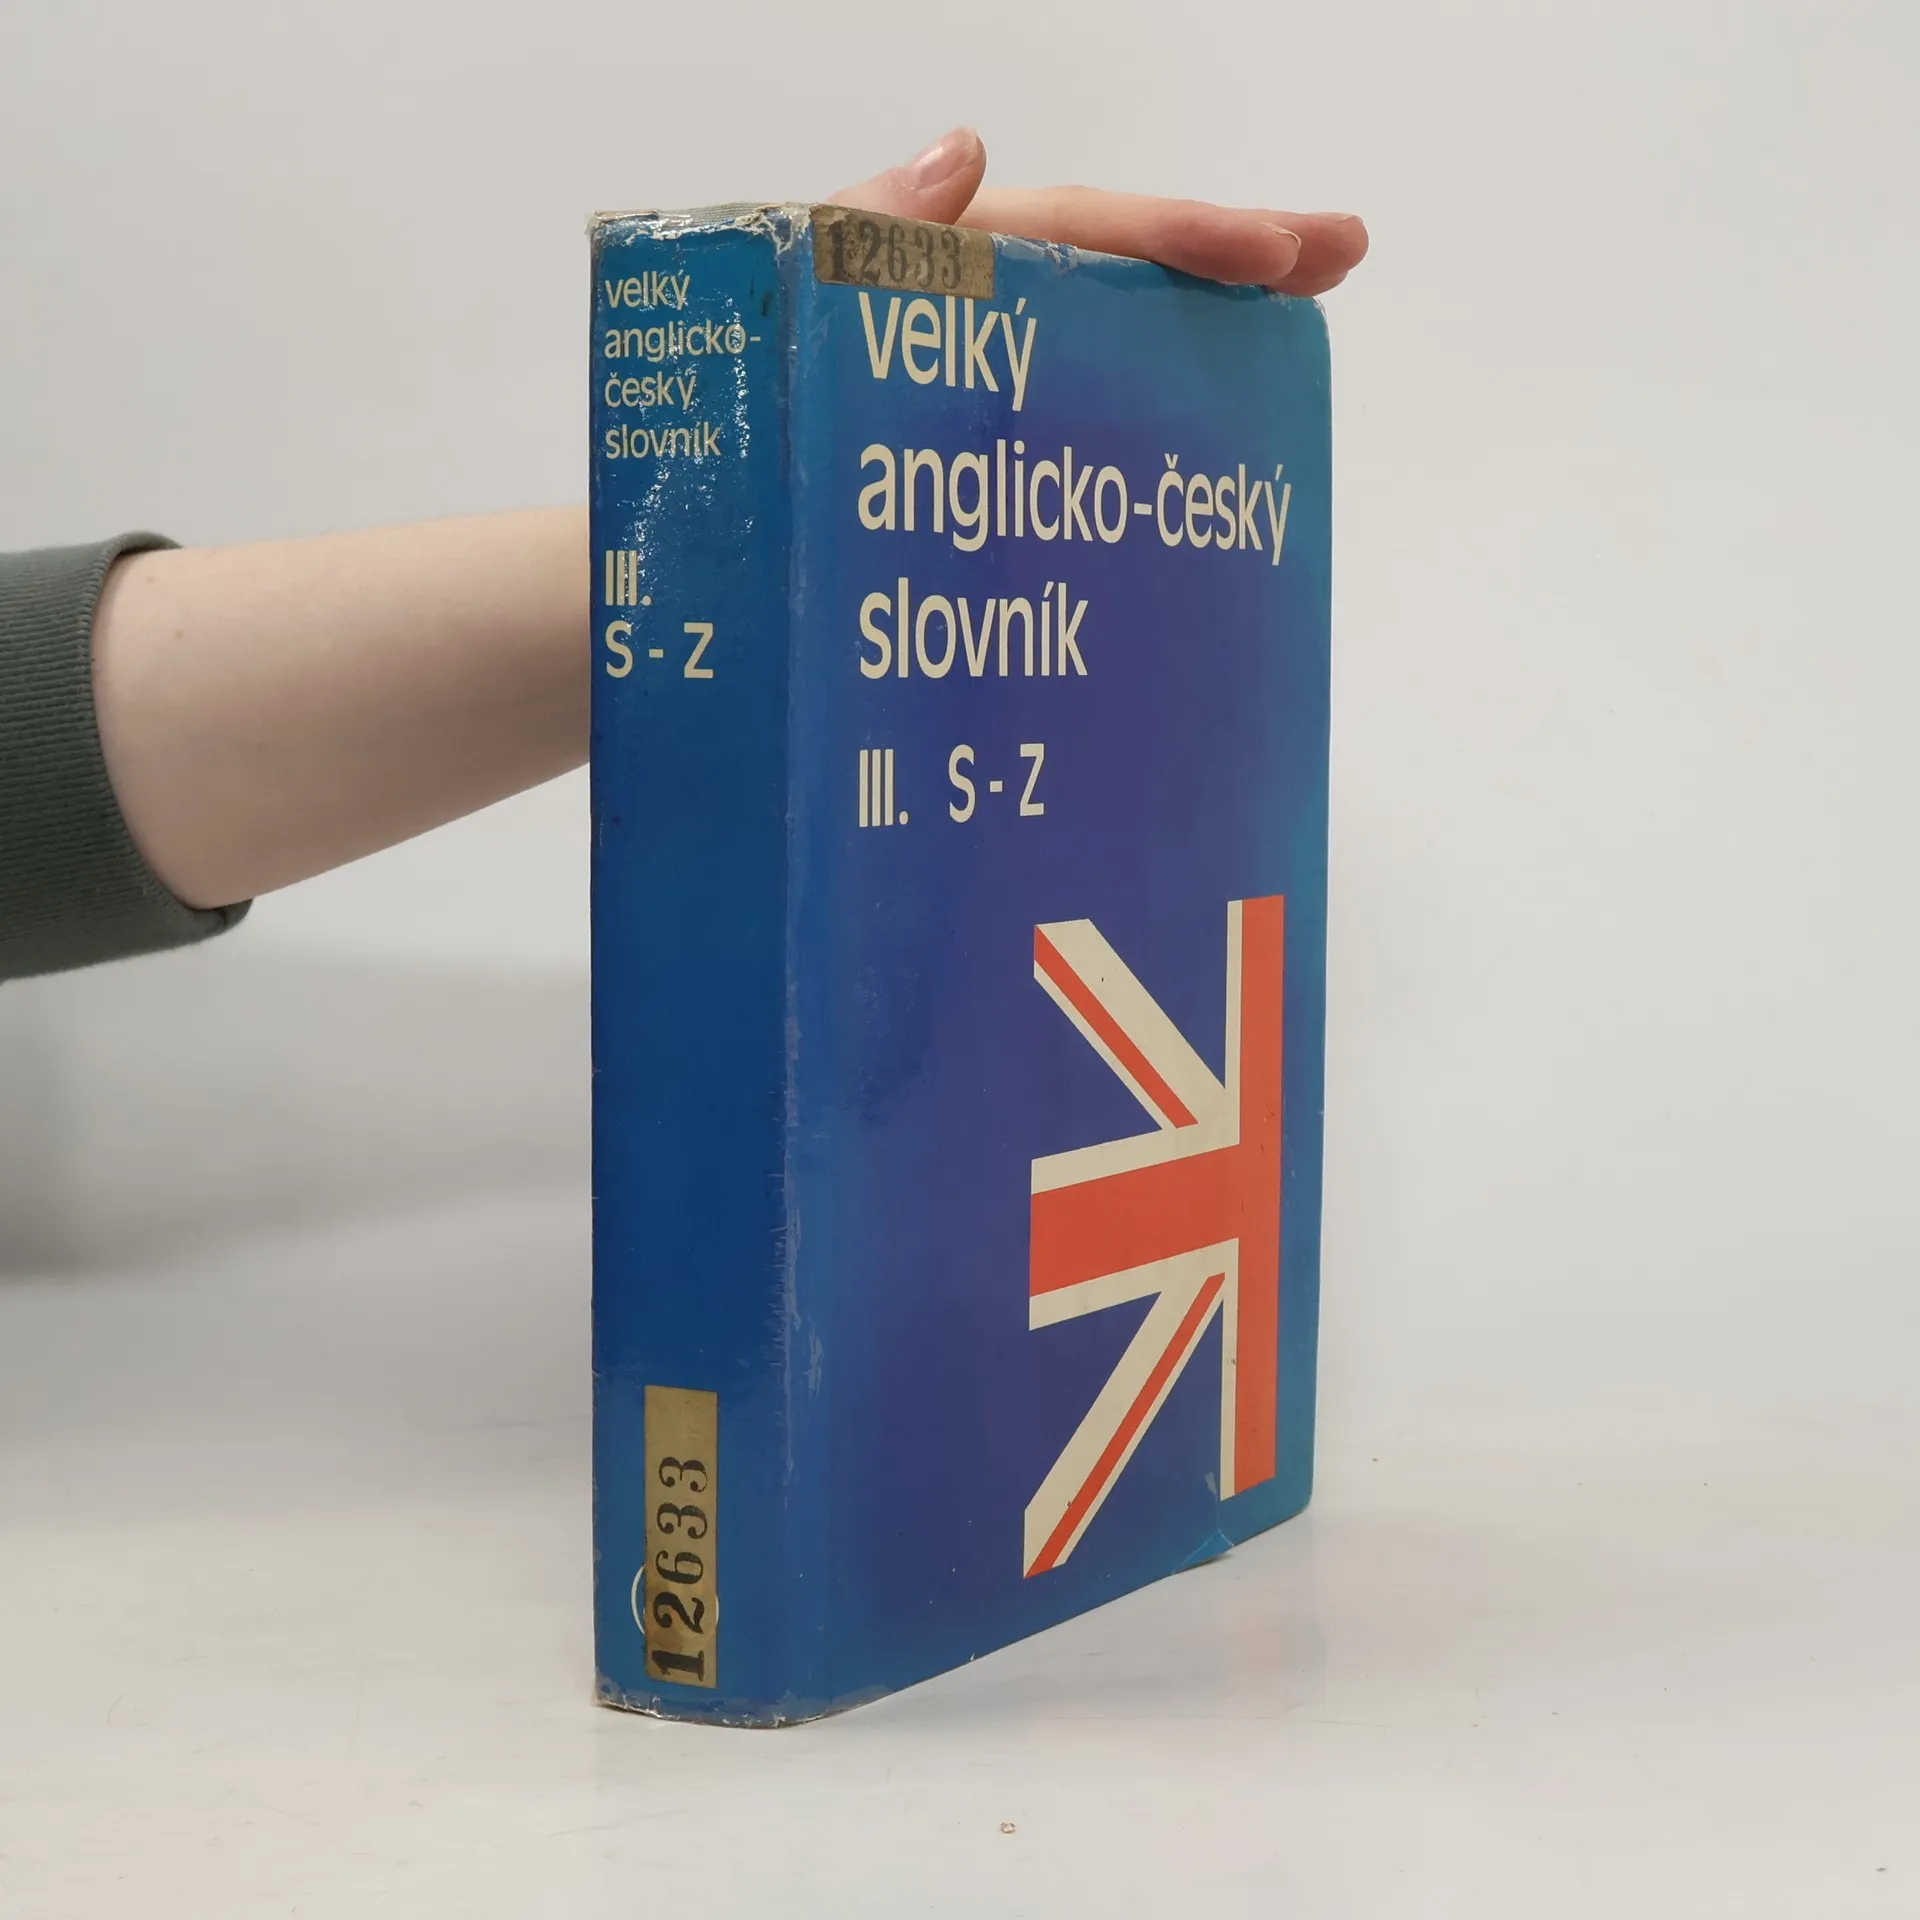 velký
anglicko-
český
slovník
III.
S - Z
12633
12633
velký
anglicko-český
slovník
III. S - Z